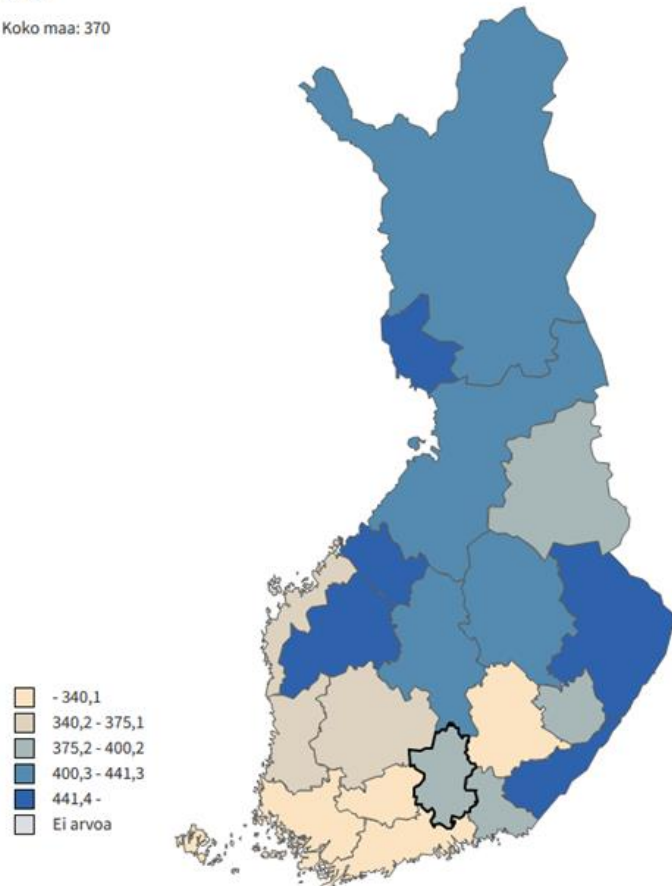 Koko maa: 370
- 340,1
340,2 - 375,1
375,2 - 400,2
400,3 - 441,3
441,4 -
Ei arvoa